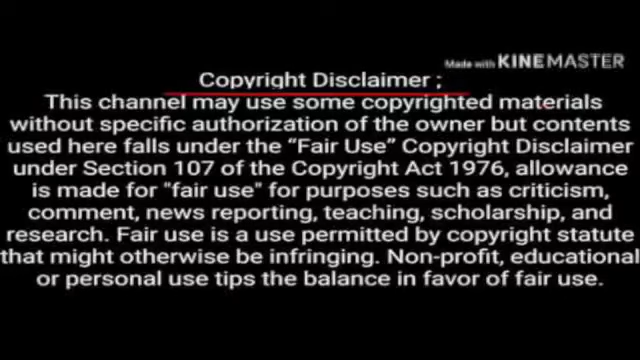 Made with KINEMASTER
Copyright Disclaimer ;
This channel may use some copyrighted materials
without specific authorization of the owner but contents
used here falls under the “Fair Use” Copyright Disclaimer
under Section 107 of the Copyright Act 1976, allowance
is made for "fair use" for purposes such as criticism,
comment, news reporting, teaching, scholarship, and
research. Fair use is a use permitted by copyright statute
that might otherwise be infringing. Non-profit, educational
or personal use tips the balance in favor of fair use.